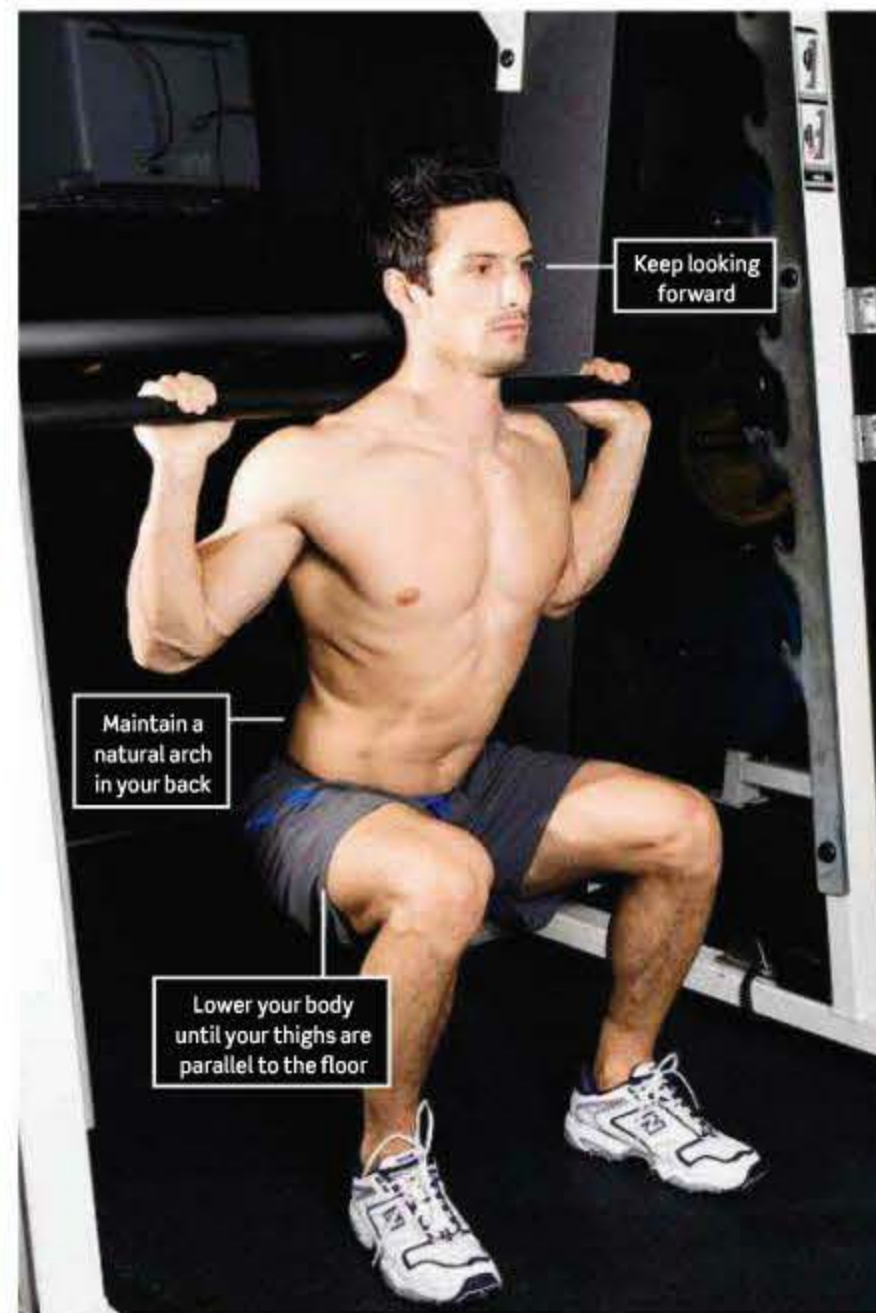 Keep looking
forward
Maintain a
natural arch
in your back
Lower your body
until your thighs are
parallel to the floor